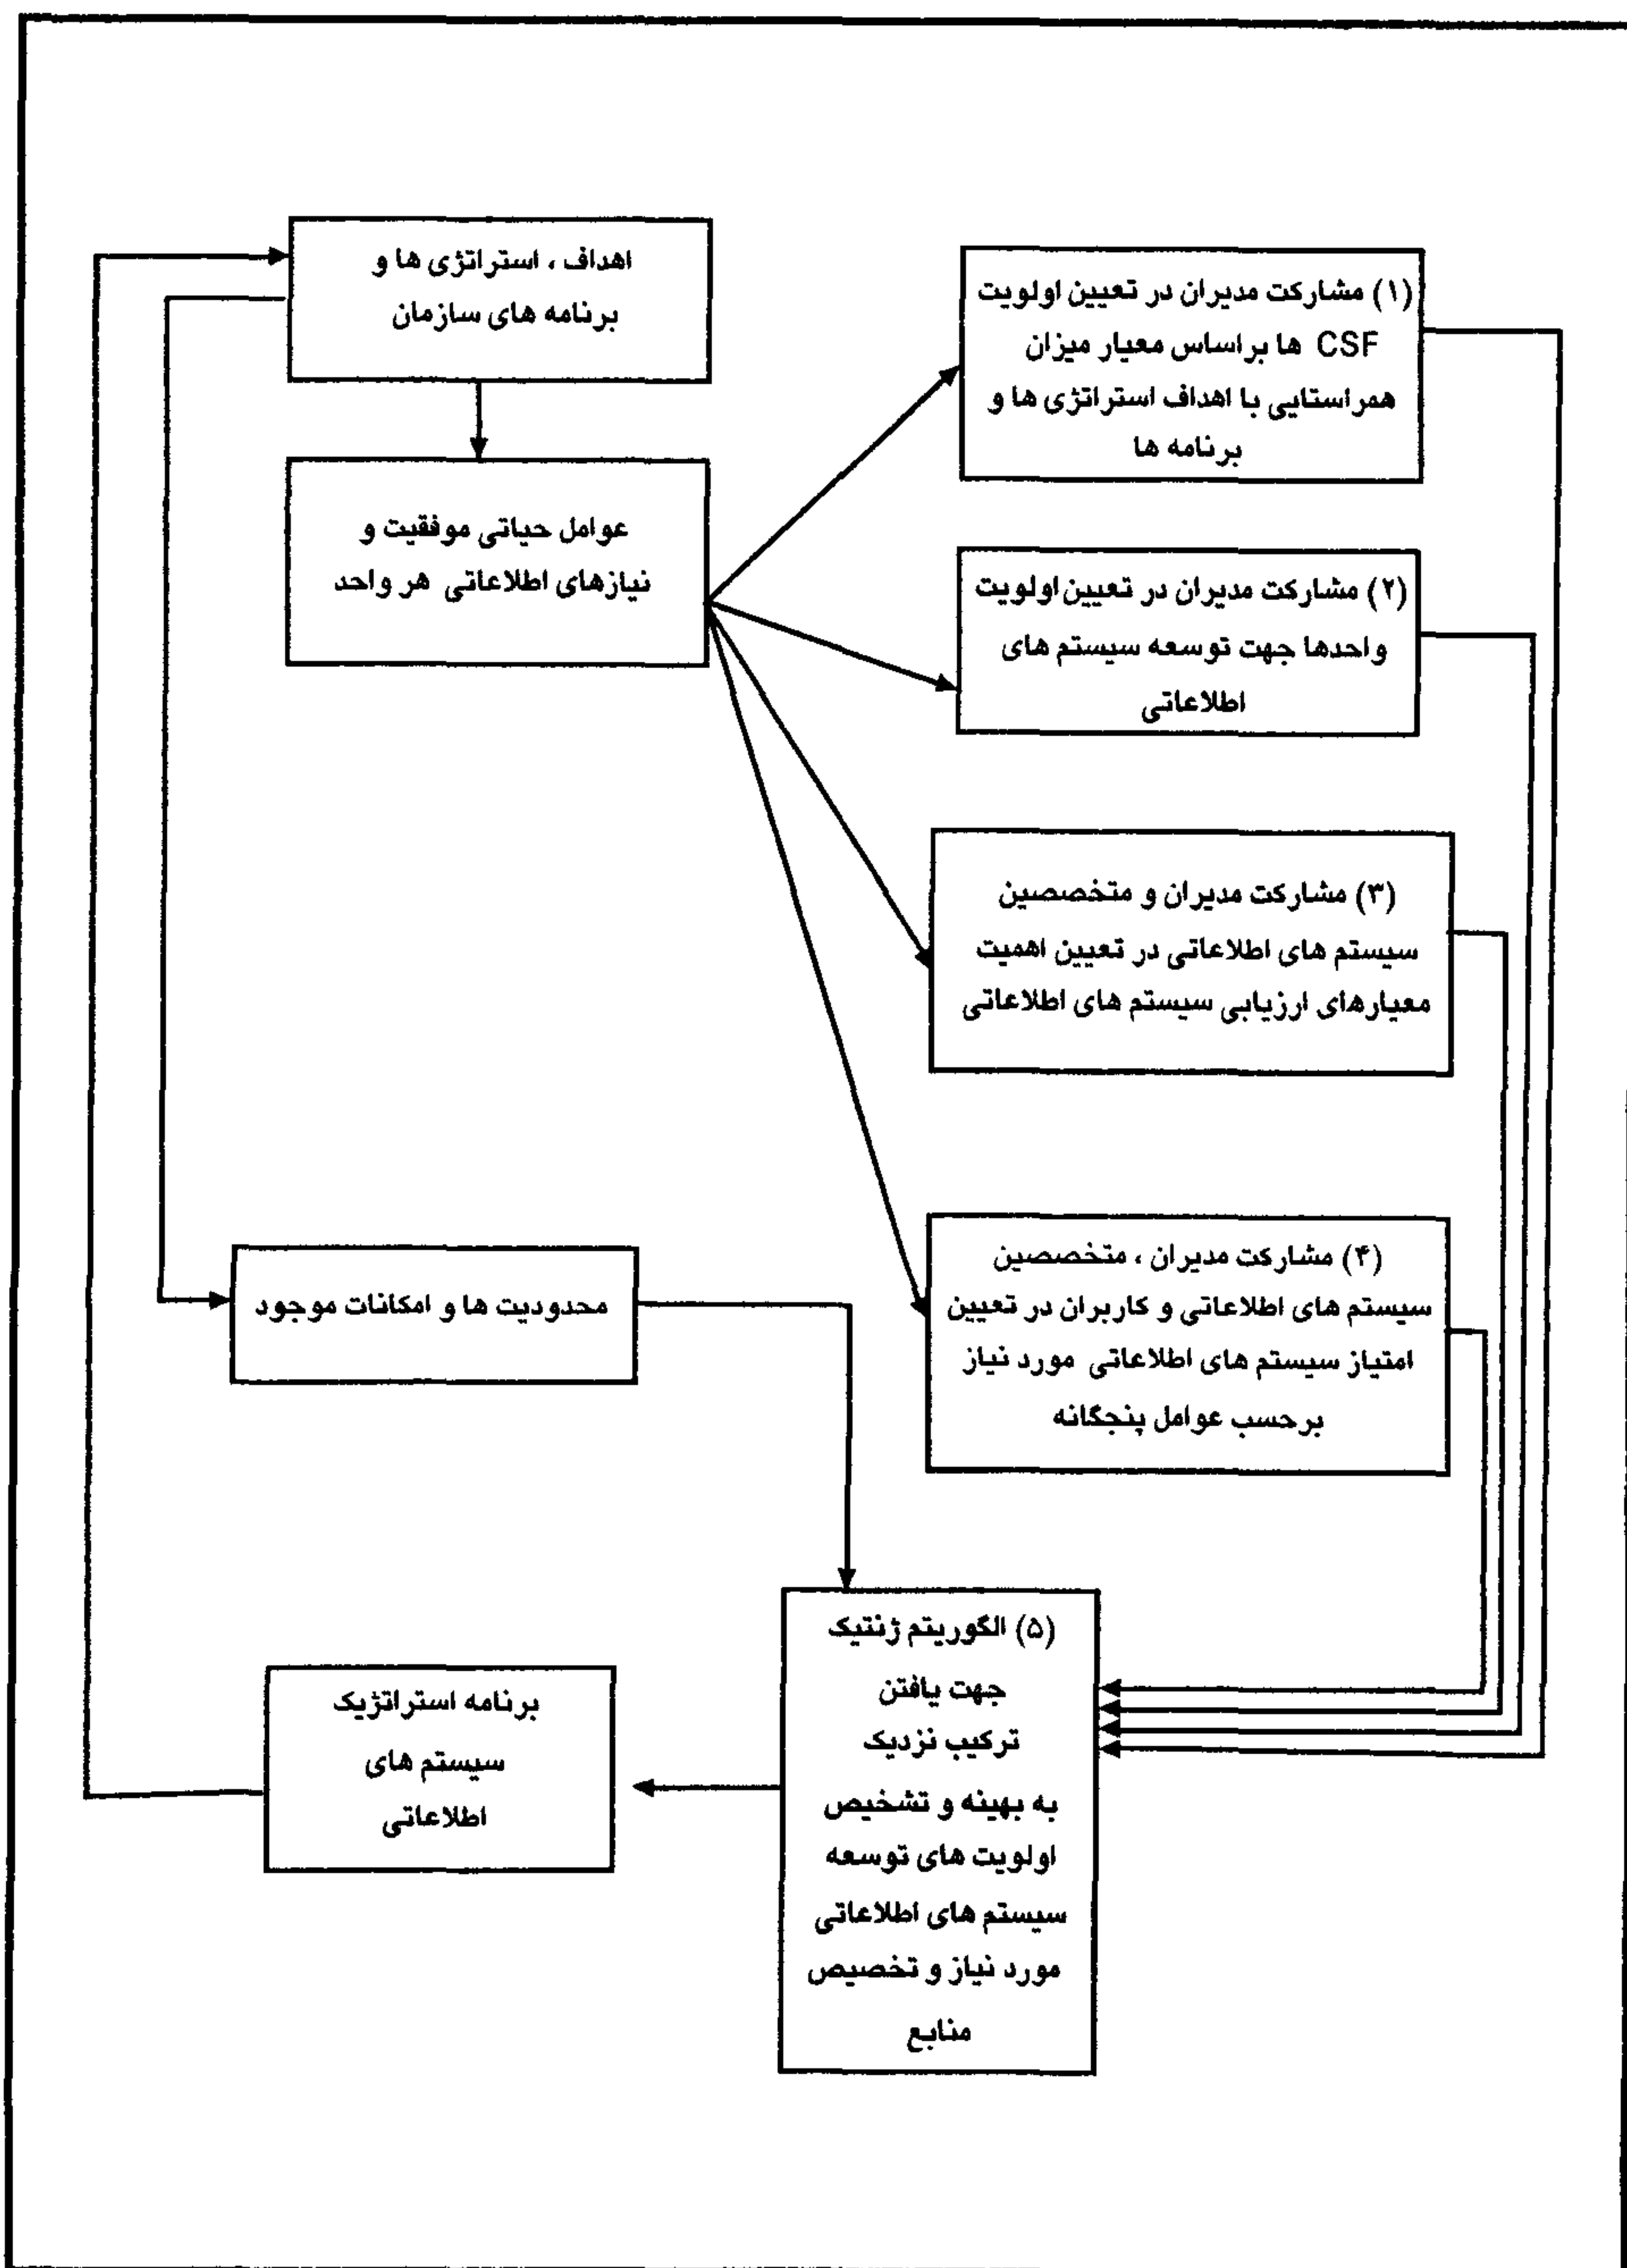 اهداف ، استراتژی ها و
برنامه های سازمان
عوامل حیاتی موفقیت و
نیازهای اطلاعاتی هر واحد
(۱) مشارکت مدیران در تعیین اولویت
CSF ها براساس معیار میزان
همراستایی با اهداف استراتژی ها و
برنامه ها
(۲) مشارکت مدیران در تعیین اولویت
واحدها جهت توسعه سیستم های
اطلاعاتی
(۳) مشارکت مدیران و متخصصین
سیستم های اطلاعاتی در تعیین اهمیت
معیارهای ارزیابی سیستم های اطلاعاتی
(۴) مشارکت مدیران ، متخصصین
سیستم های اطلاعاتی و کاربران در تعیین
امتیاز سیستم های اطلاعاتی مورد نیاز
برحسب عوامل پنجگانه
محدودیت ها و امکانات موجود
(۵) الگوریتم ژنتیک
جهت یافتن
ترکیب نزدیک
به بهینه و تشخیص
اولویت های توسعه
سیستم های اطلاعاتی
مورد نیاز و تخصیص
منابع
برنامه استراتژیک
سیستم های
اطلاعاتی